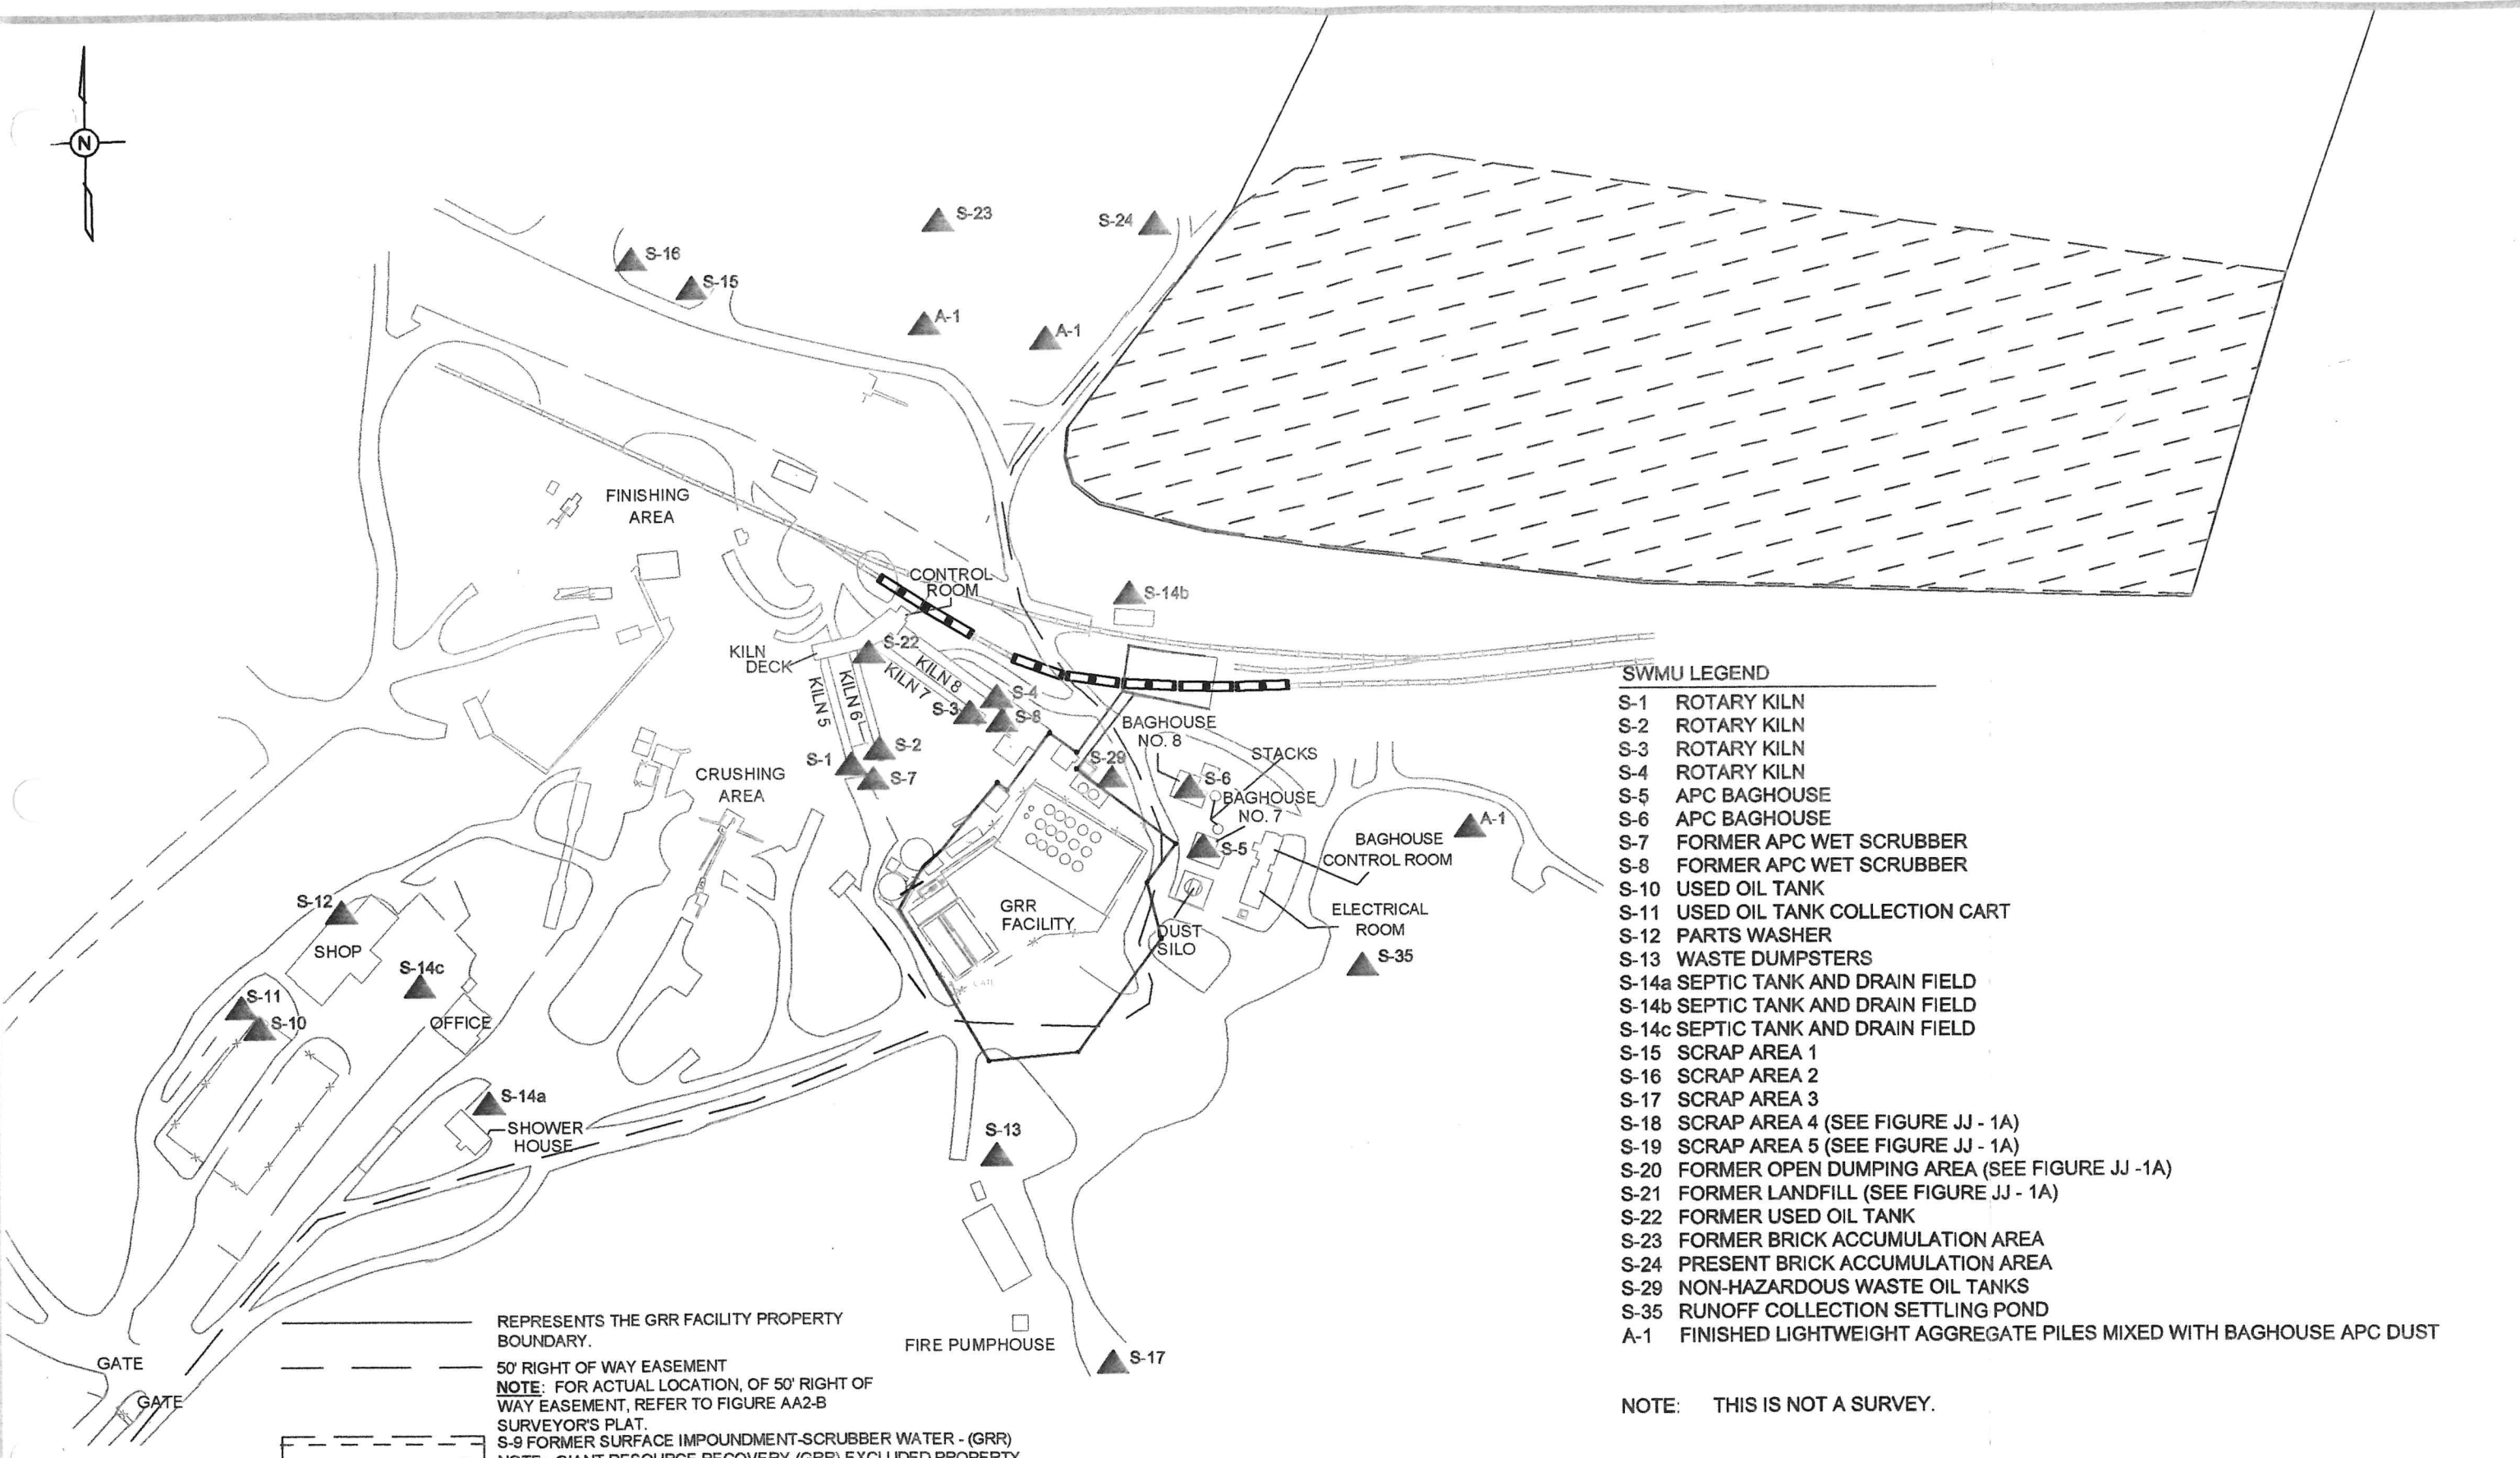 N
S-23
S-24
S-16
S-15
A-1
A-1
FINISHING
AREA
CONTROL
ROOM
S-14b
S-22
KILN
DECK
KILN 8
KILN 7
KILN 6
KILN 5
S-4
S-3
S-8
S-2
S-1
S-7
BAGHOUSE
NO. 8
STACKS
S-29
S-6
BAGHOUSE
NO. 7
S-5
A-1
BAGHOUSE
CONTROL ROOM
CRUSHING
AREA
GRR
FACILITY
ELECTRICAL
ROOM
DUST
SILO
S-35
S-12
SHOP
S-14c
S-11
S-10
OFFICE
GATE
S-14a
SHOWER
HOUSE
S-13
FIRE PUMPHOUSE
S-17
GATE
GATE
REPRESENTS THE GRR FACILITY PROPERTY
BOUNDARY.
50' RIGHT OF WAY EASEMENT
NOTE: FOR ACTUAL LOCATION, OF 50' RIGHT OF
WAY EASEMENT, REFER TO FIGURE AA2-B
SURVEYOR'S PLAT.
S-9 FORMER SURFACE IMPOUNDMENT-SCRUBBER WATER - (GRR)
NOTE: GIANT RESOURCE RECOVERY (GRR) EXCLUDED PROPERTY
SWMU LEGEND
S-1 ROTARY KILN
S-2 ROTARY KILN
S-3 ROTARY KILN
S-4 ROTARY KILN
S-5 APC BAGHOUSE
S-6 APC BAGHOUSE
S-7 FORMER APC WET SCRUBBER
S-8 FORMER APC WET SCRUBBER
S-10 USED OIL TANK
S-11 USED OIL TANK COLLECTION CART
S-12 PARTS WASHER
S-13 WASTE DUMPSTERS
S-14a SEPTIC TANK AND DRAIN FIELD
S-14b SEPTIC TANK AND DRAIN FIELD
S-14c SEPTIC TANK AND DRAIN FIELD
S-15 SCRAP AREA 1
S-16 SCRAP AREA 2
S-17 SCRAP AREA 3
S-18 SCRAP AREA 4 (SEE FIGURE JJ - 1A)
S-19 SCRAP AREA 5 (SEE FIGURE JJ - 1A)
S-20 FORMER OPEN DUMPING AREA (SEE FIGURE JJ -1A)
S-21 FORMER LANDFILL (SEE FIGURE JJ - 1A)
S-22 FORMER USED OIL TANK
S-23 FORMER BRICK ACCUMULATION AREA
S-24 PRESENT BRICK ACCUMULATION AREA
S-29 NON-HAZARDOUS WASTE OIL TANKS
S-35 RUNOFF COLLECTION SETTLING POND
A-1 FINISHED LIGHTWEIGHT AGGREGATE PILES MIXED WITH BAGHOUSE APC DUST
NOTE: THIS IS NOT A SURVEY.